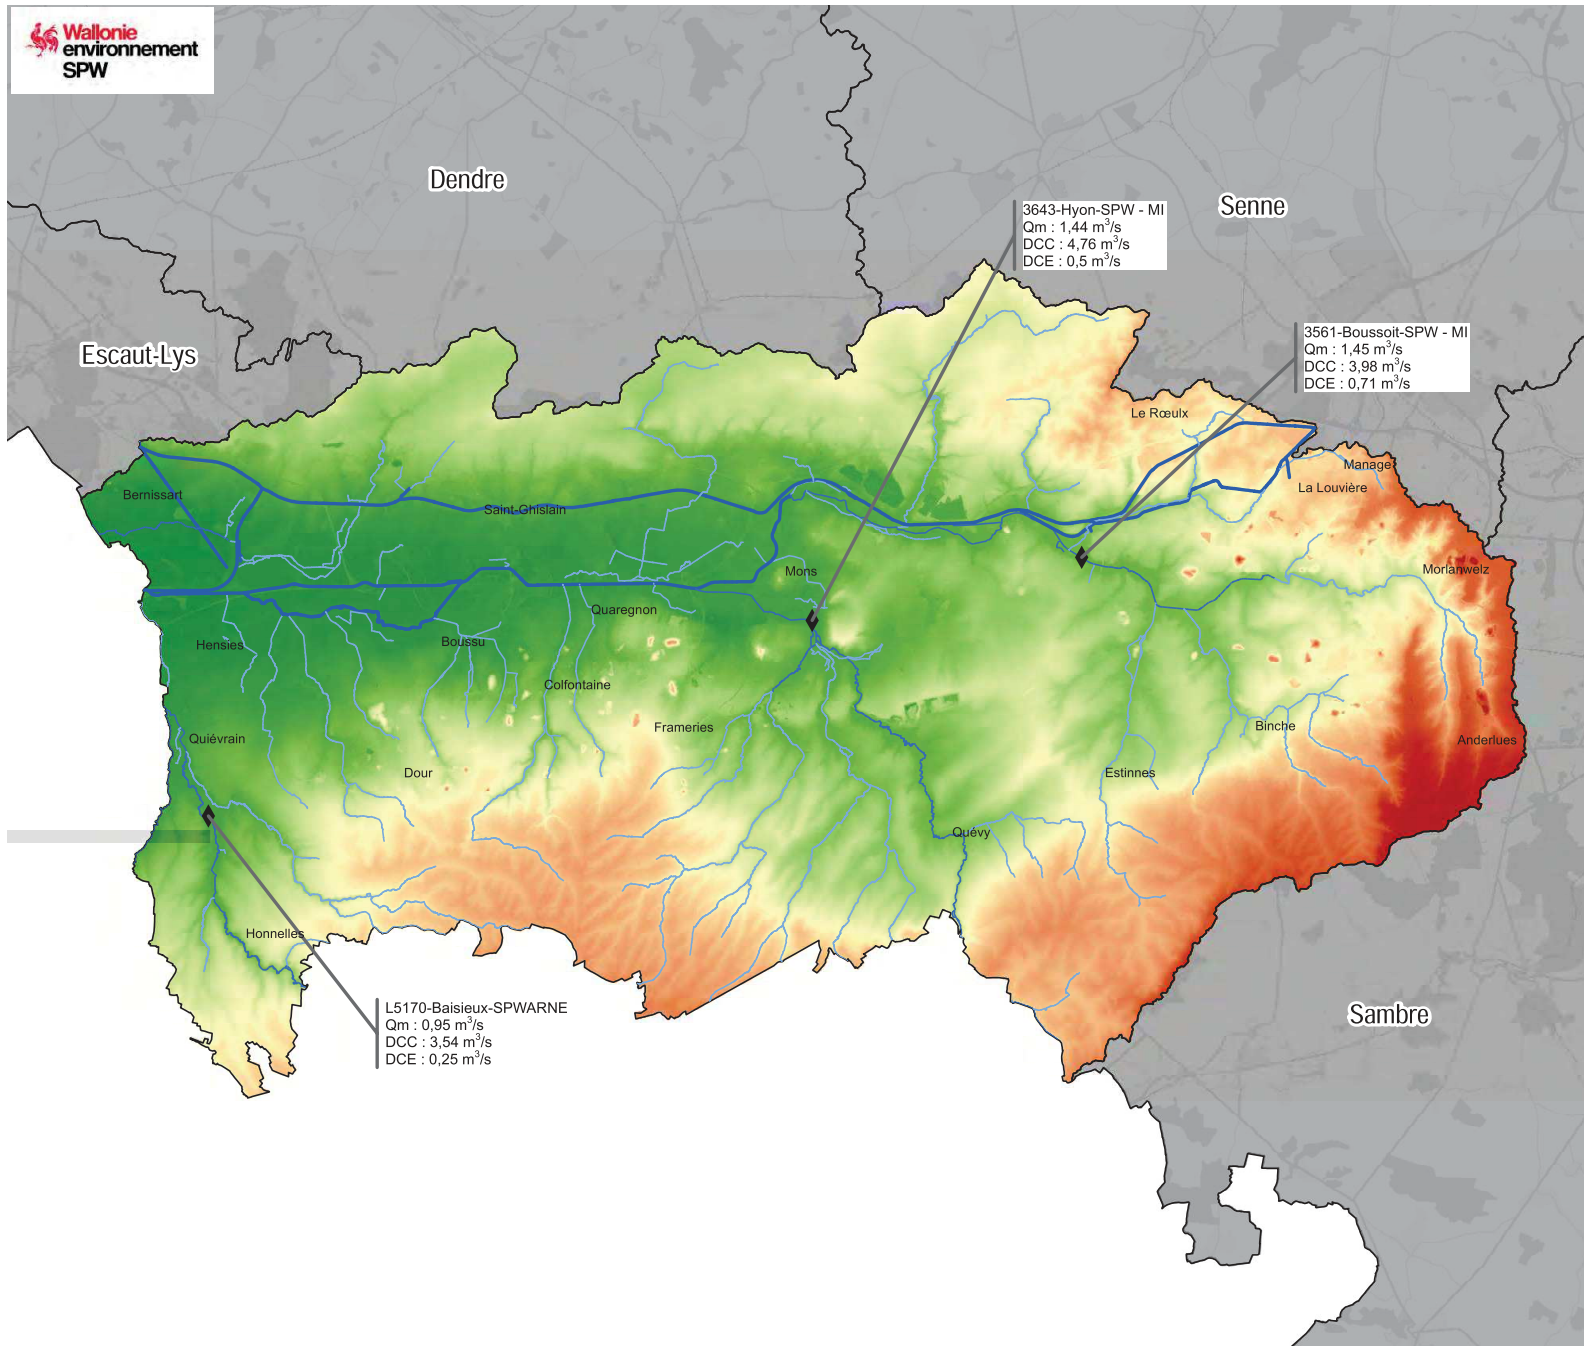 Wallonie
environnement
SPW
Dendre
Senne
Escaut-Lys
3643-Hyon-SPW - MI
Qm : 1,44 m³/s
DCC : 4,76 m³/s
DCE : 0,5 m³/s
3561-Boussoit-SPW - MI
Qm : 1,45 m³/s
DCC : 3,98 m³/s
DCE : 0,71 m³/s
Le Rœulx
Manage
La Louvière
Bernissart
Saint-Ghislain
Mons
Morlanwelz
Quaregnon
Hensies
Boussu
Colfontaine
Frameries
Binche
Quiévrain
Anderlues
Dour
Estinnes
Quévy
Honnelles
L5170-Baisieux-SPWARNE
Qm : 0,95 m³/s
DCC : 3,54 m³/s
DCE : 0,25 m³/s
Sambre